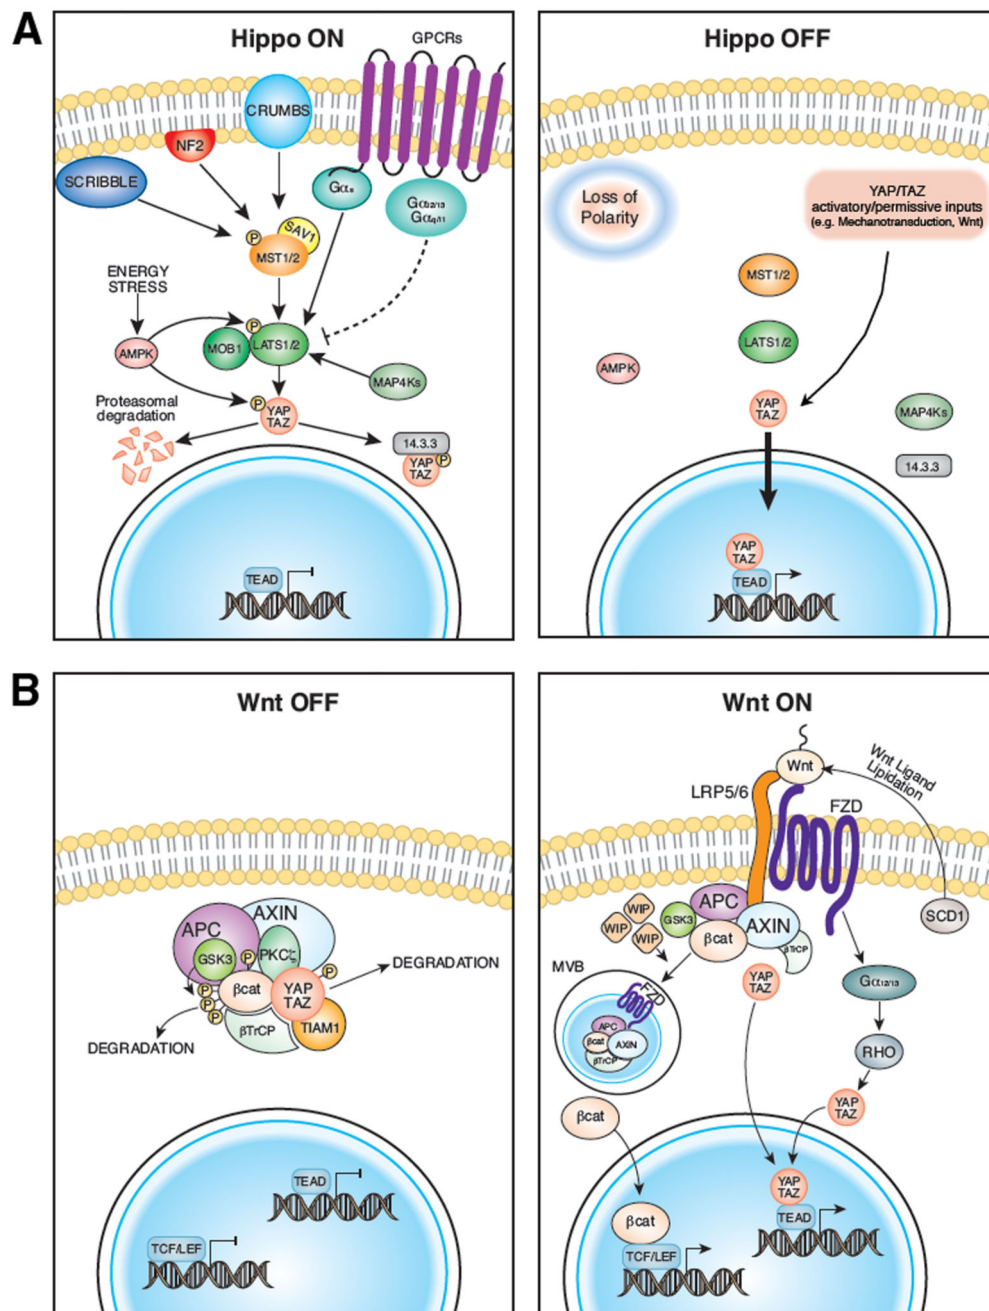 A
Hippo ON
GPCRs
CRUMBS
NF2
SCRIBBLE
Gαs
Gα12/13
Gαq/11
P
SAV1
MST1/2
ENERGY
STRESS
P
AMPK
MOB1
LATS1/2
MAP4Ks
P
YAP
TAZ
Proteasomal
degradation
14.3.3
YAP
TAZ
P
TEAD
Hippo OFF
Loss of
Polarity
YAP/TAZ
activatory/permissive inputs
(e.g. Mechanotransduction, Wnt)
MST1/2
LATS1/2
AMPK
YAP
TAZ
MAP4Ks
14.3.3
YAP
TAZ
TEAD
B
Wnt OFF
APC
AXIN
GSK3
P
PKCζ
P
DEGRADATION
P
P
P
βcat
YAP
TAZ
βTrCP
TIAM1
DEGRADATION
TEAD
TCF/LEF
Wnt ON
Wnt
Wnt Ligand
Lipidation
LRP5/6
FZD
SCD1
APC
GSK3
WIP
WIP
WIP
βcat
AXIN
βTrCP
MVB
FZD
APC
βcat
AXIN
βTrCP
YAP
TAZ
Gα12/13
RHO
YAP
TAZ
βcat
YAP
TAZ
TEAD
βcat
TCF/LEF